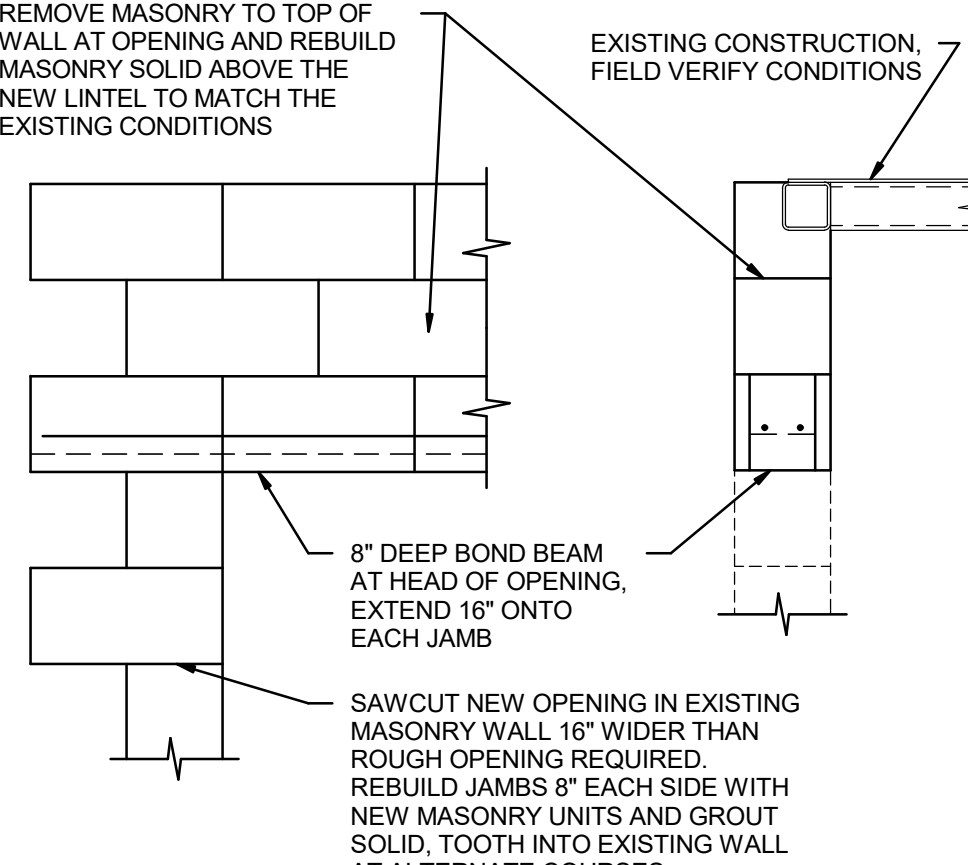 REMOVE MASONRY TO TOP OF
WALL AT OPENING AND REBUILD
MASONRY SOLID ABOVE THE
NEW LINTEL TO MATCH THE
EXISTING CONDITIONS
EXISTING CONSTRUCTION,
FIELD VERIFY CONDITIONS
8" DEEP BOND BEAM
AT HEAD OF OPENING,
EXTEND 16" ONTO
EACH JAMB
SAWCUT NEW OPENING IN EXISTING
MASONRY WALL 16" WIDER THAN
ROUGH OPENING REQUIRED.
REBUILD JAMBS 8" EACH SIDE WITH
NEW MASONRY UNITS AND GROUT
SOLID, TOOTH INTO EXISTING WALL
AT ALTERNATE COURSES